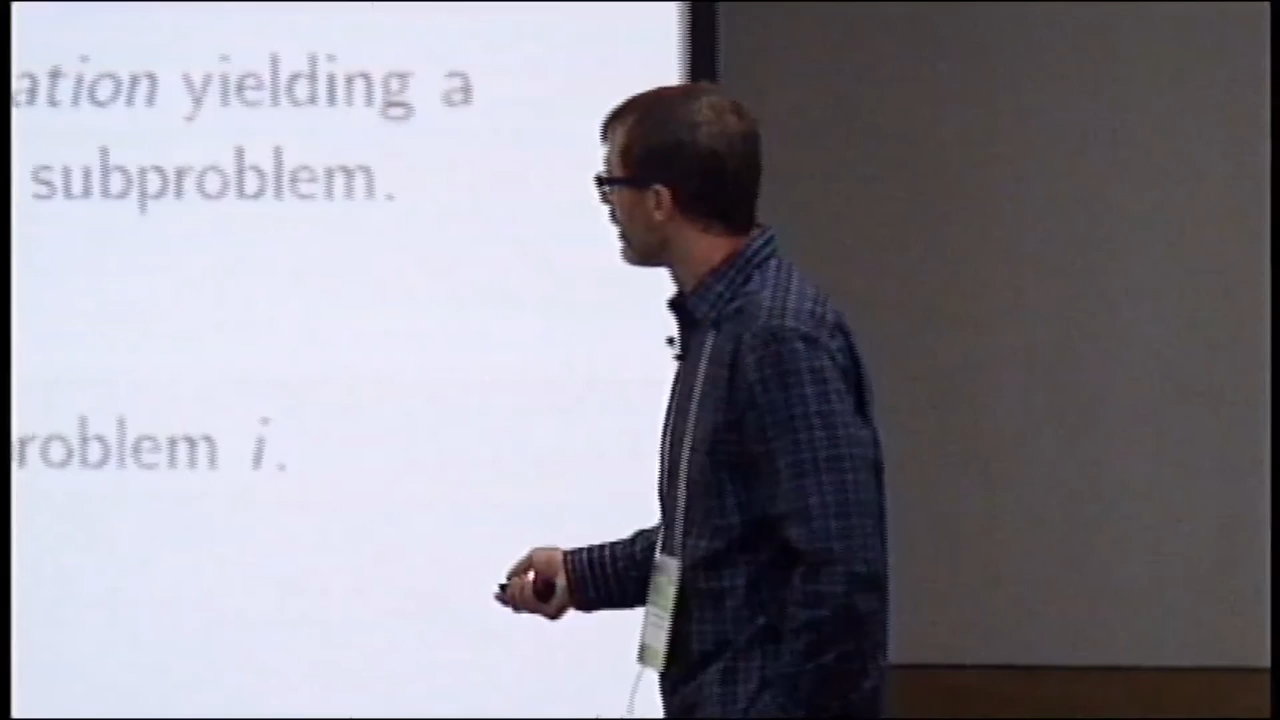 ation yielding a
subproblem.
roblem i.